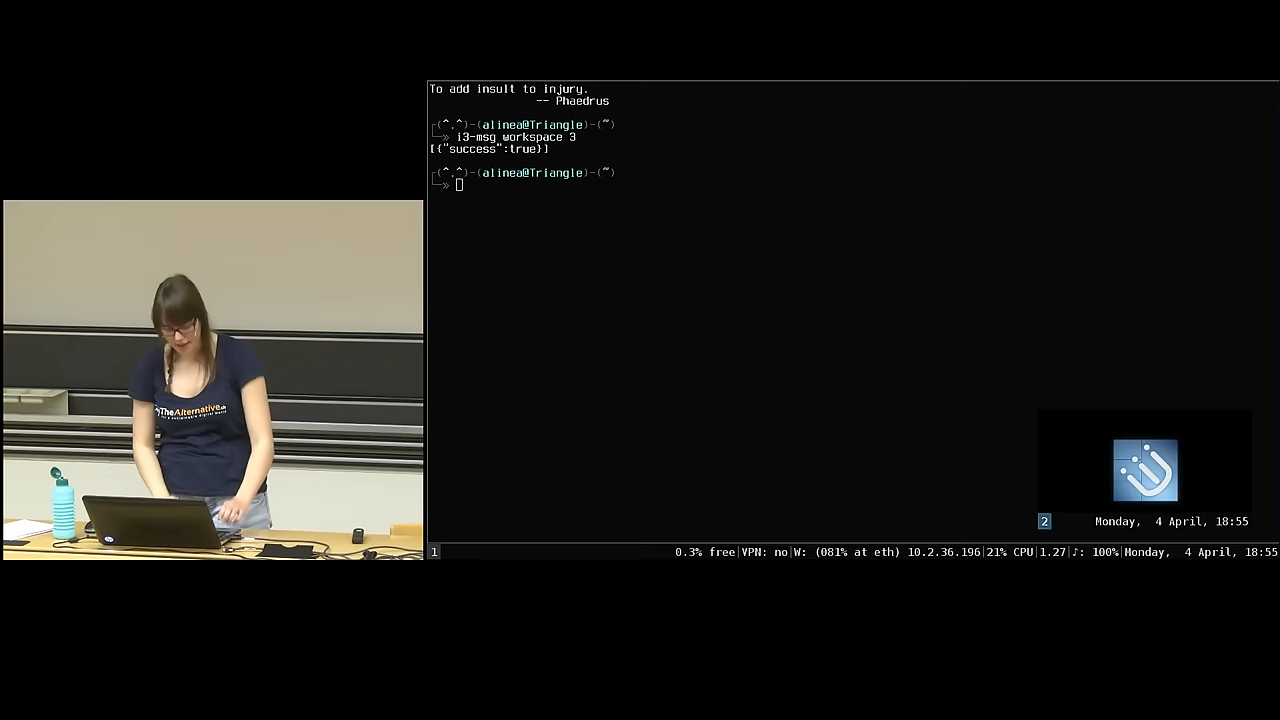 To add insult to injury.
-- Phaedrus
┌(^.^)-(alinea@Triangle)-(~)
└─» i3-msg workspace 3
[{"success":true}]
┌(^.^)-(alinea@Triangle)-(~)
└─»
TheAlternative.ch
2 Monday, 4 April, 18:55
1 0.3% free|VPN: no|W: (081% at eth) 10.2.36.196|21% CPU|1.27|♪: 100%|Monday, 4 April, 18:55